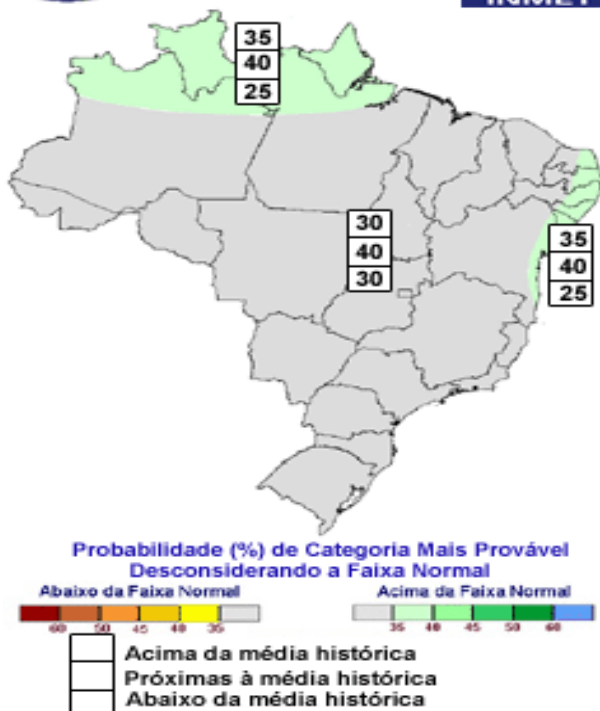 35
40
25
30
40
30
35
40
25
Probabilidade (%) de Categoria Mais Provável
Desconsiderando a Faixa Normal
Abaixo da Faixa Normal
Acima da Faixa Normal
60 50 45 40 35
35 40 45 50 60
Acima da média histórica
Próximas à média histórica
Abaixo da média histórica